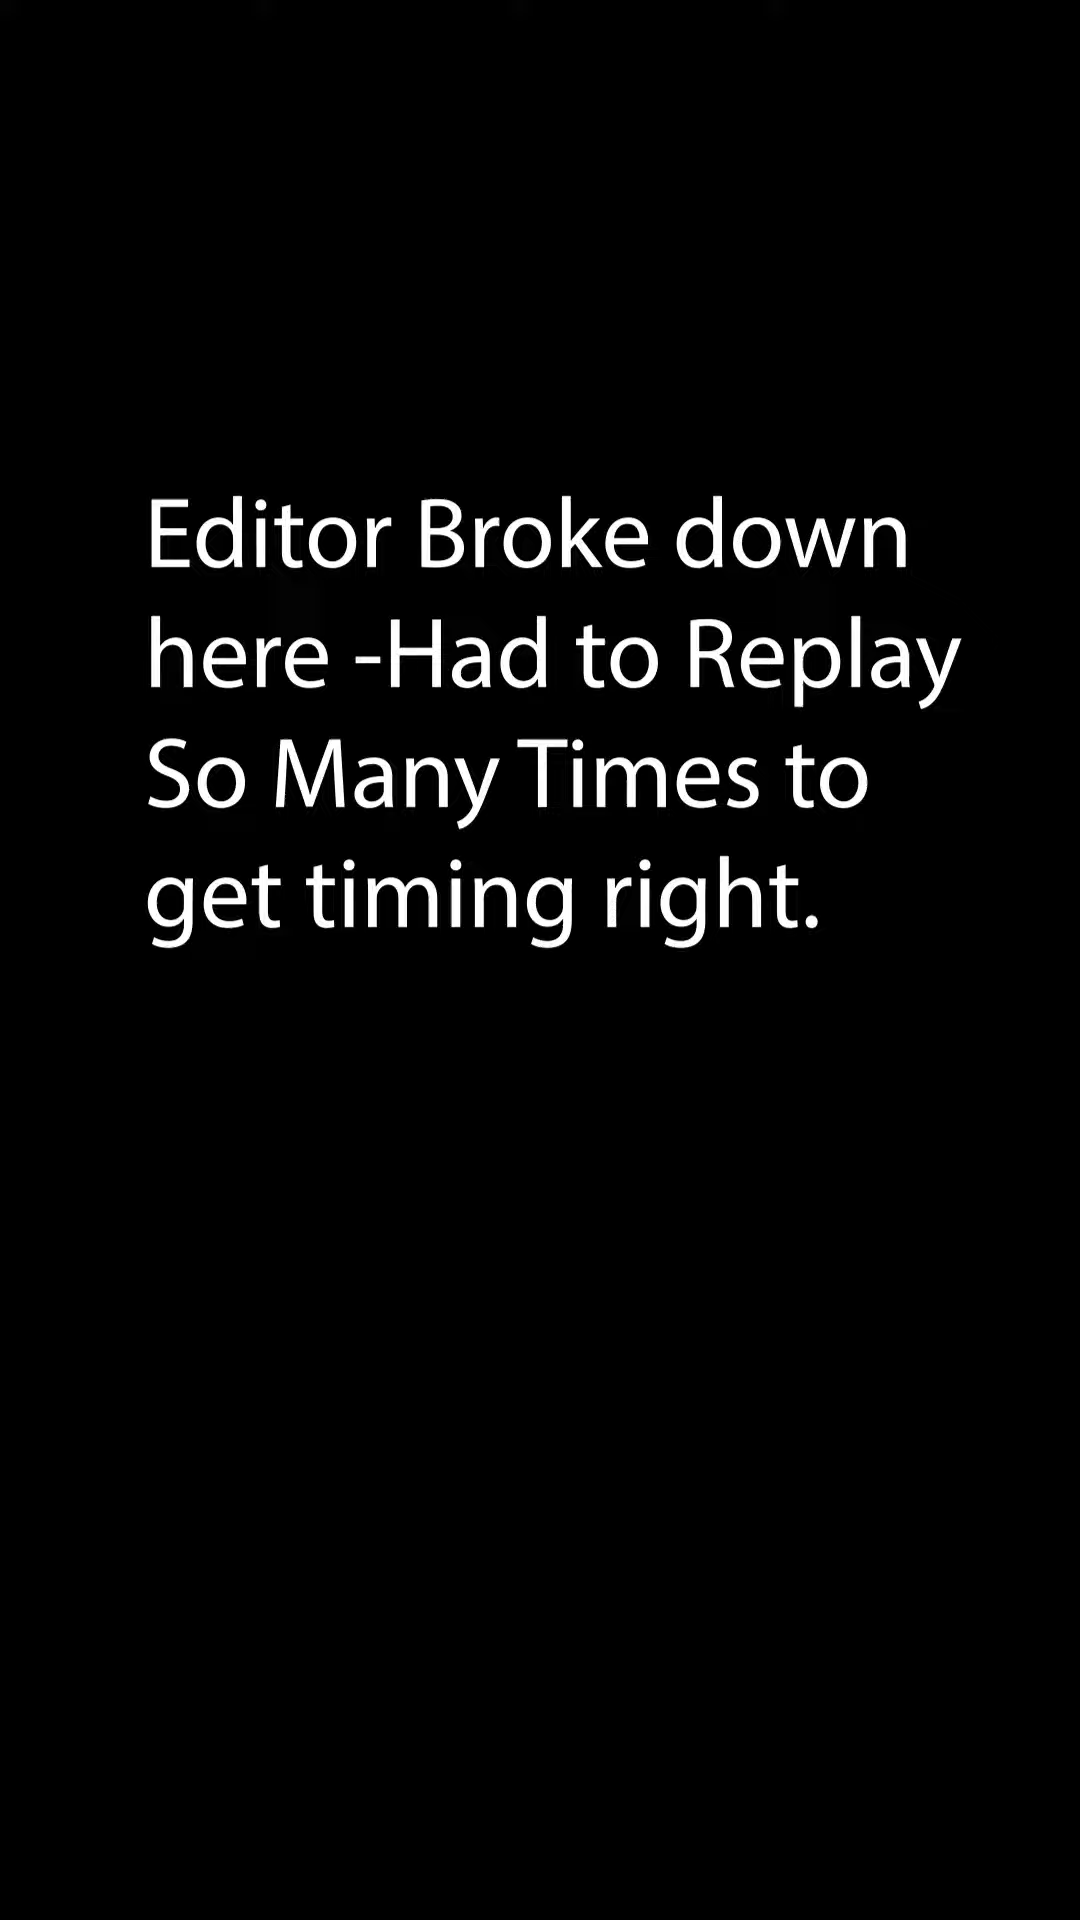 Editor Broke down
here -Had to Replay
So Many Times to
get timing right.